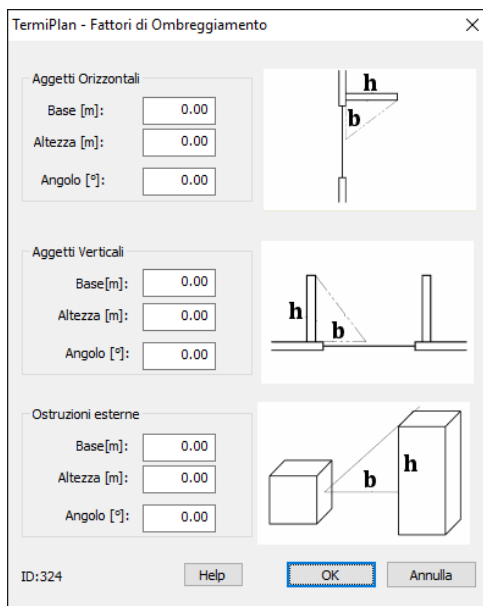 TermiPlan - Fattori di Ombreggiamento
Aggetti Orizzontali
Base [m]: 0.00
Altezza [m]: 0.00
Angolo [°]: 0.00
h
b
Aggetti Verticali
Base[m]: 0.00
Altezza [m]: 0.00
Angolo [°]: 0.00
h
b
Ostruzioni esterne
Base[m]: 0.00
Altezza [m]: 0.00
Angolo [°]: 0.00
h
b
ID:324 Help OK Annulla